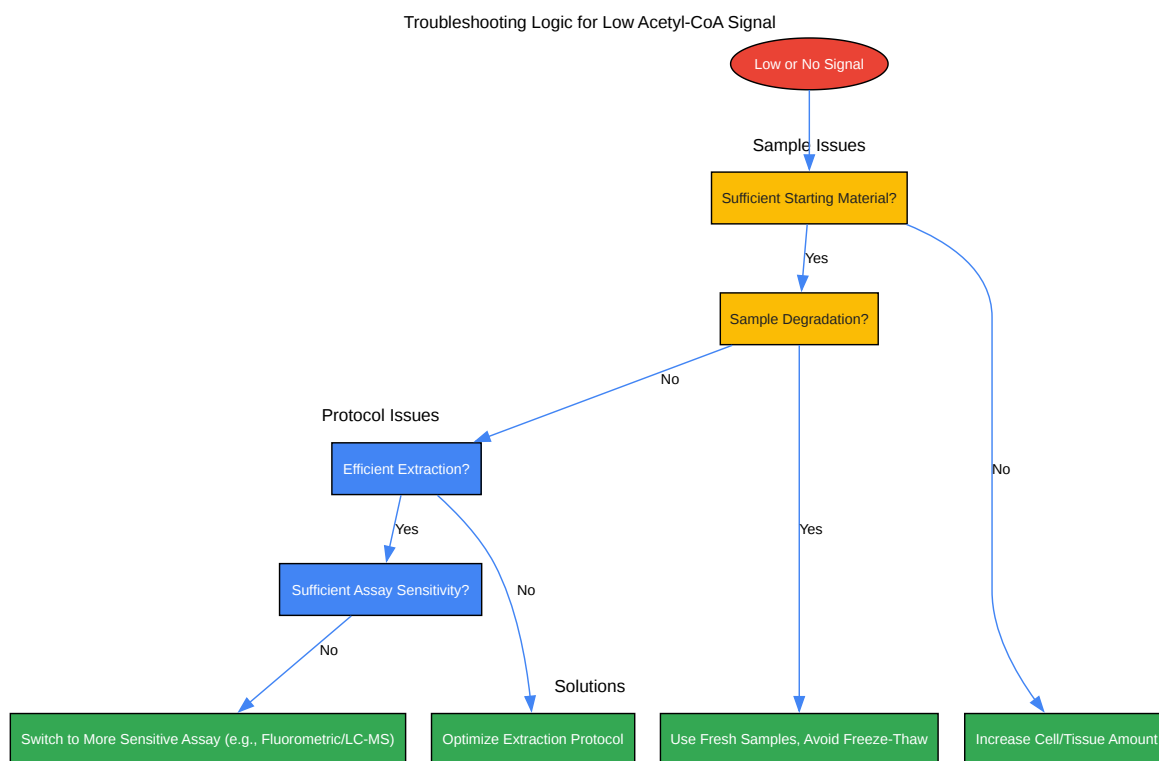 Troubleshooting Logic for Low Acetyl-CoA Signal
Low or No Signal
Sample Issues
Sufficient Starting Material?
Yes
Sample Degradation?
No
Protocol Issues
Efficient Extraction?
No
Yes
Yes
Sufficient Assay Sensitivity?
No
No
Solutions
Switch to More Sensitive Assay (e.g., Fluorometric/LC-MS)
Optimize Extraction Protocol
Use Fresh Samples, Avoid Freeze-Thaw
Increase Cell/Tissue Amount